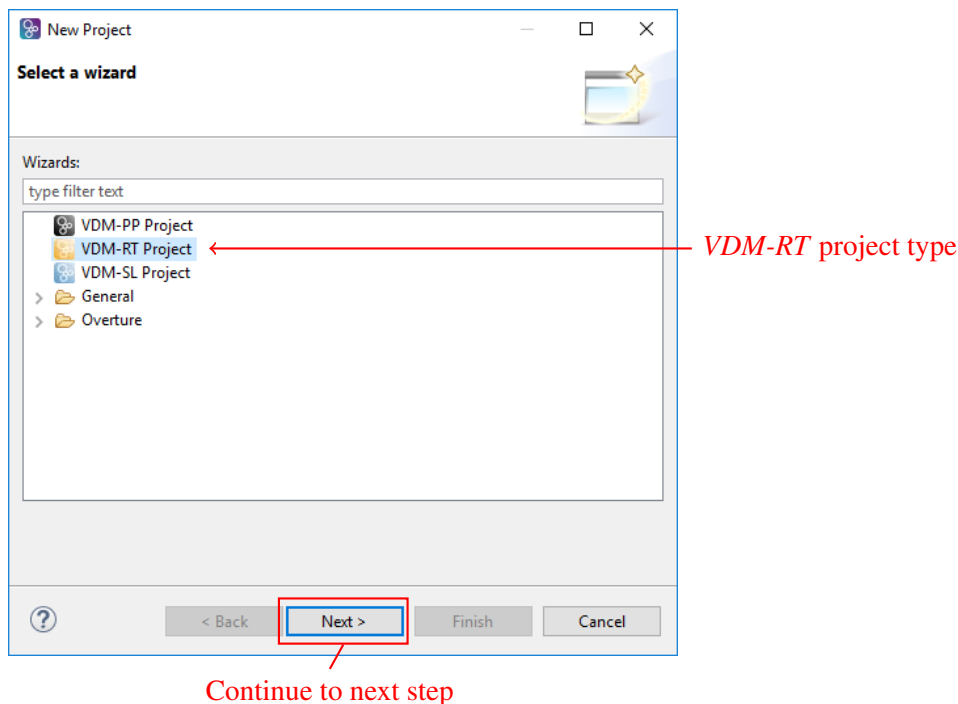 New Project
Select a wizard
Wizards:
type filter text
VDM-PP Project
VDM-RT Project
VDM-RT project type
VDM-SL Project
General
Overture
?
< Back
Next >
Finish
Cancel
Continue to next step